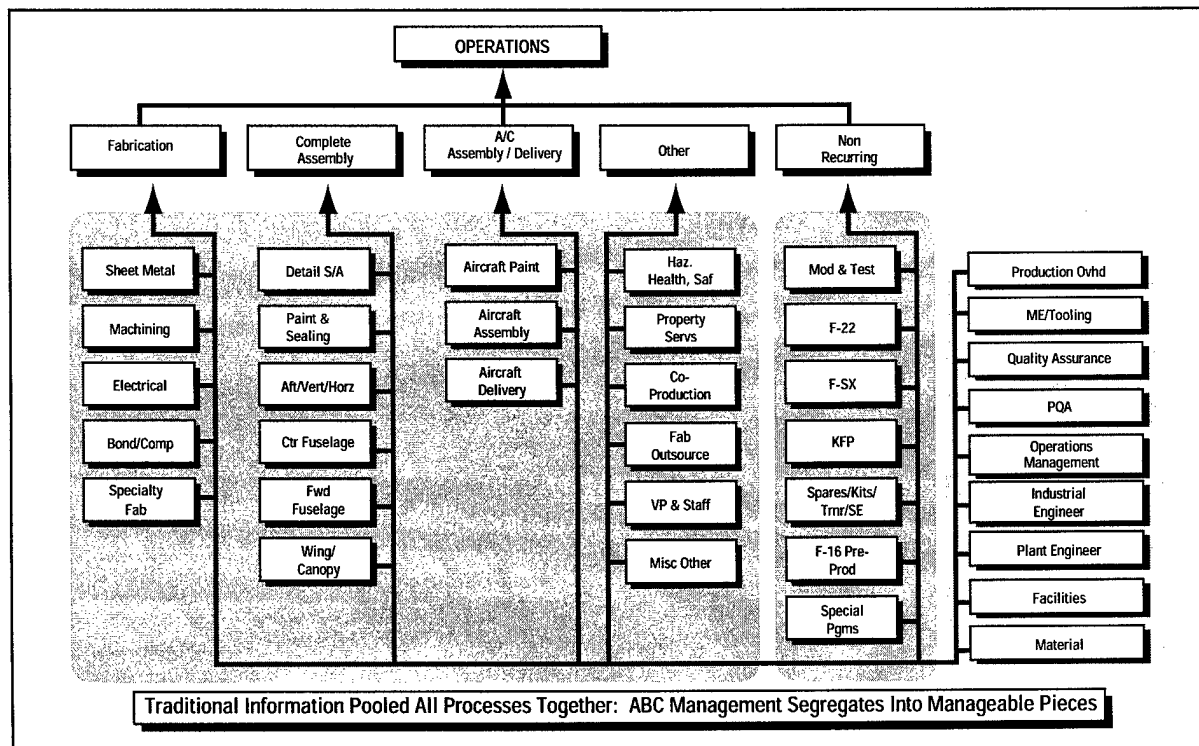 OPERATIONS
Fabrication
Complete
Assembly
A/C
Assembly / Delivery
Other
Non
Recurring
Sheet Metal
Machining
Electrical
Bond/Comp
Specialty
Fab
Detail S/A
Paint &
Sealing
Aft/Vert/Horz
Ctr Fuselage
Fwd
Fuselage
Wing/
Canopy
Aircraft Paint
Aircraft
Assembly
Aircraft
Delivery
Haz.
Health, Saf
Property
Servs
Co-
Production
Fab
Outsource
VP & Staff
Misc Other
Mod & Test
F-22
F-SX
KFP
Spares/Kits/
Trnr/SE
F-16 Pre-
Prod
Special
Pgms
Production Ovhd
ME/Tooling
Quality Assurance
PQA
Operations
Management
Industrial
Engineer
Plant Engineer
Facilities
Material
Traditional Information Pooled All Processes Together: ABC Management Segregates Into Manageable Pieces